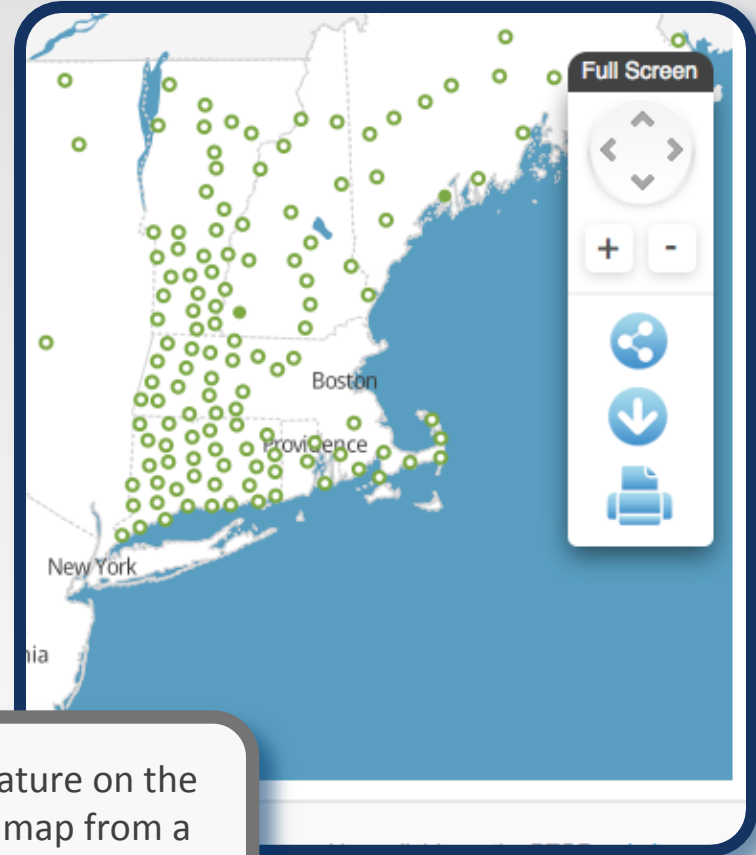 Full Screen
+ -
Boston
Providence
New York
nia
ature on the
map from a